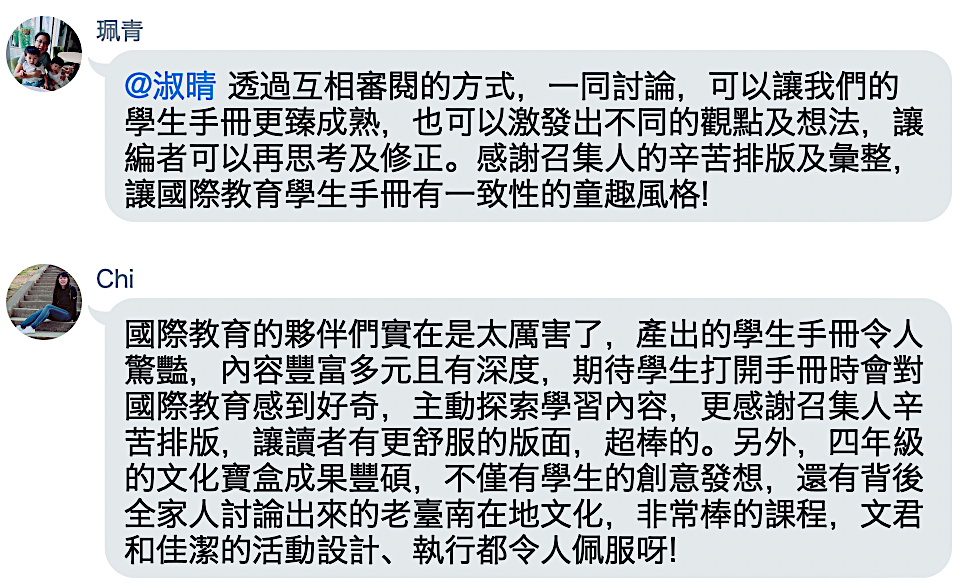 珮青
@淑晴 透過互相審閱的方式，一同討論，可以讓我們的
學生手冊更臻成熟，也可以激發出不同的觀點及想法，讓
編者可以再思考及修正。感謝召集人的辛苦排版及彙整，
讓國際教育學生手冊有一致性的童趣風格!
Chi
國際教育的夥伴們實在是太厲害了，產出的學生手冊令人
驚豔，內容豐富多元且有深度，期待學生打開手冊時會對
國際教育感到好奇，主動探索學習內容，更感謝召集人辛
苦排版，讓讀者有更舒服的版面，超棒的。另外，四年級
的文化寶盒成果豐碩，不僅有學生的創意發想，還有背後
全家人討論出來的老臺南在地文化，非常棒的課程，文君
和佳潔的活動設計、執行都令人佩服呀!